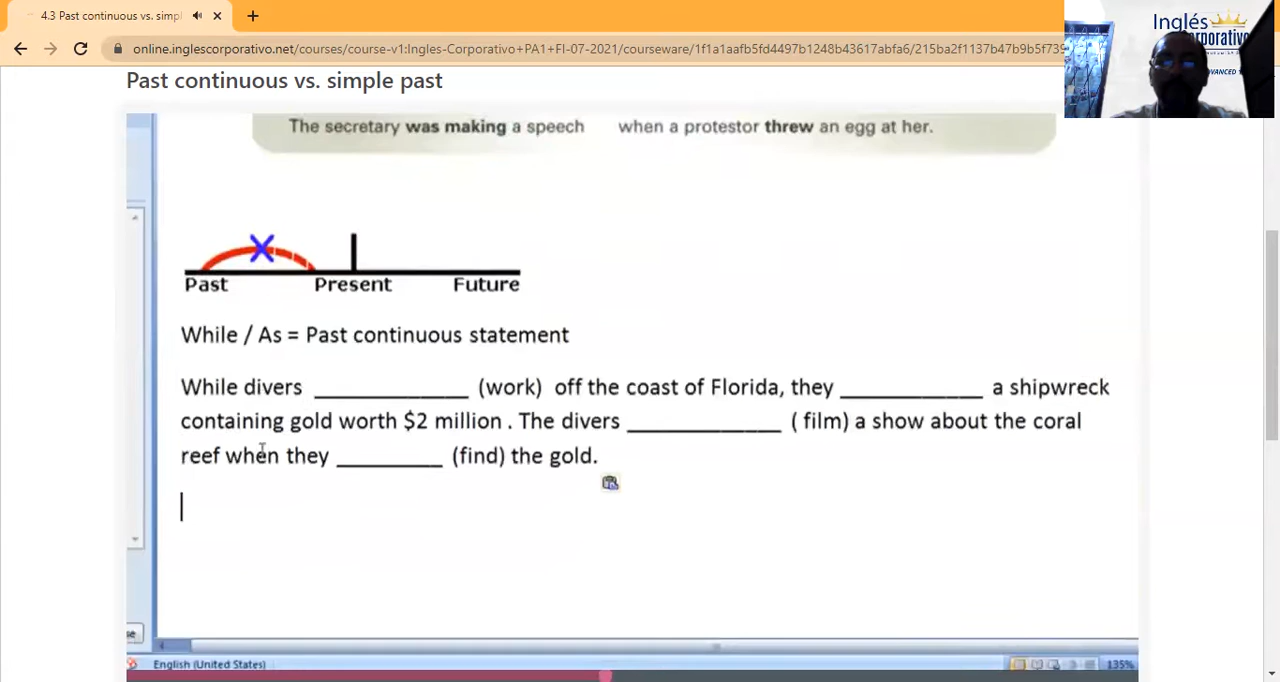 4.3 Past continuous vs. simpl
online.inglescorporativo.net/courses/course-v1:Ingles-Corporativo+PA1+FI-07-2021/courseware/1f1a1aafb5fd4497b1248b43617abfa6/215ba2f1137b47b9b5f739
Inglés
Corporativo
ADVANCED 1
Past continuous vs. simple past
The secretary was making a speech when a protestor threw an egg at her.
Past Present Future
While / As = Past continuous statement
While divers _____________ (work) off the coast of Florida, they ____________ a shipwreck
containing gold worth $2 million . The divers _____________ ( film) a show about the coral
reef when they _________ (find) the gold.
English (United States) 135%